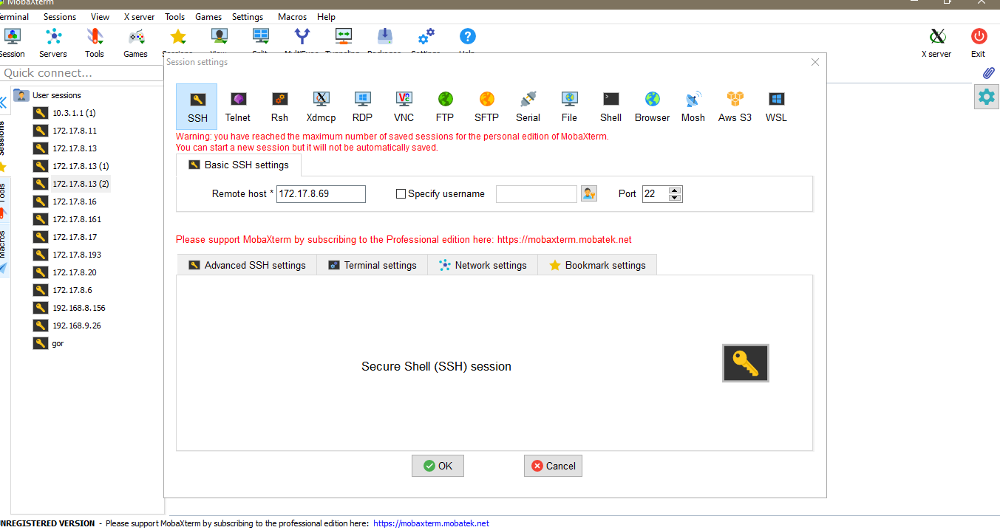 MobaXterm
erminal Sessions View X server Tools Games Settings Macros Help
ession Servers Tools Games X server Exit
Quick connect...
Session settings
User sessions
10.3.1.1 (1)
172.17.8.11
172.17.8.13
172.17.8.13 (1)
172.17.8.13 (2)
172.17.8.16
172.17.8.161
172.17.8.17
172.17.8.193
172.17.8.20
172.17.8.6
192.168.8.156
192.168.9.26
gor
Sessions
Tools
Macros
SSH Telnet Rsh Xdmcp RDP VNC FTP SFTP Serial File Shell Browser Mosh Aws S3 WSL
Warning: you have reached the maximum number of saved sessions for the personal edition of MobaXterm.
You can start a new session but it will not be automatically saved.
Basic SSH settings
Remote host * 172.17.8.69 Specify username Port 22
Please support MobaXterm by subscribing to the Professional edition here: https://mobaxterm.mobatek.net
Advanced SSH settings Terminal settings Network settings Bookmark settings
Secure Shell (SSH) session
OK Cancel
NREGISTERED VERSION - Please support MobaXterm by subscribing to the professional edition here: https://mobaxterm.mobatek.net